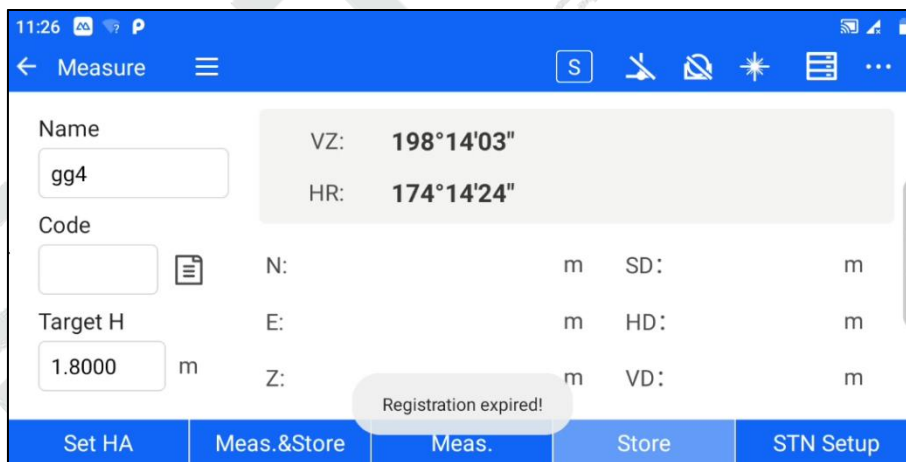 11:26
Measure S
Name
gg4
VZ: 198°14'03"
HR: 174°14'24"
Code
N: m SD: m
Target H
E: m HD: m
1.8000 m
Z: m VD: m
Registration expired!
Set HA Meas.&Store Meas. Store STN Setup